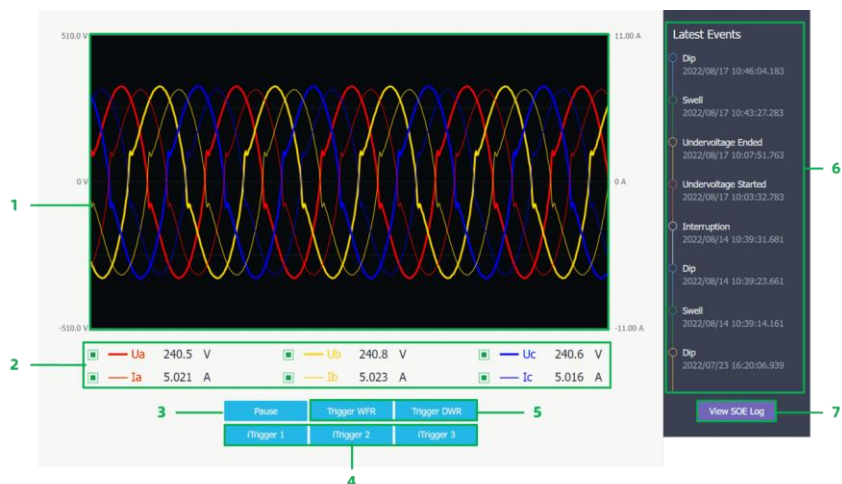 510.0 V
11.00 A
0 V
0 A
-510.0 V
-11.00 A
1
Ua 240.5 V
Ub 240.8 V
Uc 240.6 V
Ia 5.021 A
Ib 5.023 A
Ic 5.016 A
2
3
Pause
Trigger WFR
Trigger DWR
5
ITrigger 1
ITrigger 2
ITrigger 3
4
Latest Events
Dip
2022/08/17 10:46:04.183
Swell
2022/08/17 10:43:27.283
Undervoltage Ended
2022/08/17 10:07:51.763
Undervoltage Started
2022/08/17 10:03:32.783
Interruption
2022/08/14 10:39:31.681
Dip
2022/08/14 10:39:23.661
Swell
2022/08/14 10:39:14.161
Dip
2022/07/23 16:20:06.939
6
View SOE Log
7